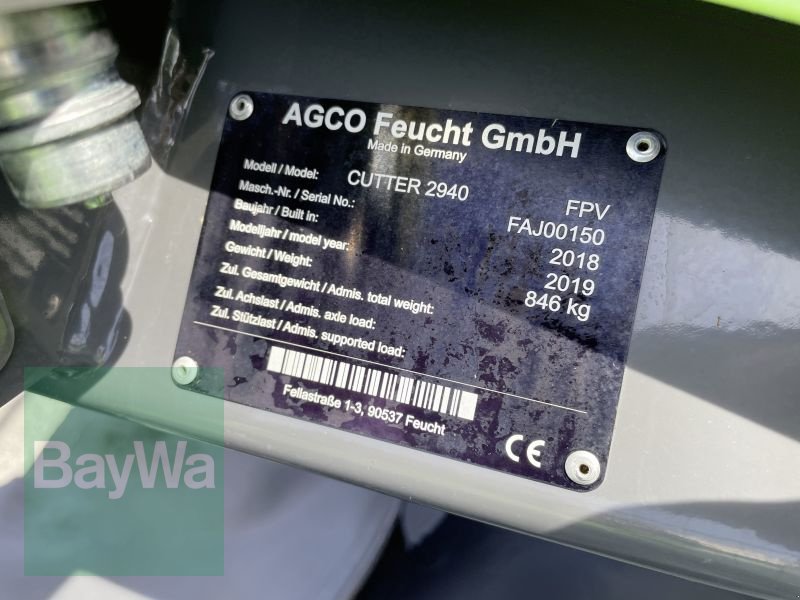 AGCO Feucht GmbH
Made in Germany
Modell / Model: CUTTER 2940 FPV
Masch.-Nr. / Serial No.: FAJ00150
Baujahr / Built in: 2018
Modelljahr / model year: 2019
Gewicht / Weight: 846 kg
Zul. Gesamtgewicht / Admis. total weight:
Zul. Achslast / Admis. axle load:
Zul. Stützlast / Admis. supported load:
Fellastraße 1-3, 90537 Feucht
CE
BayWa